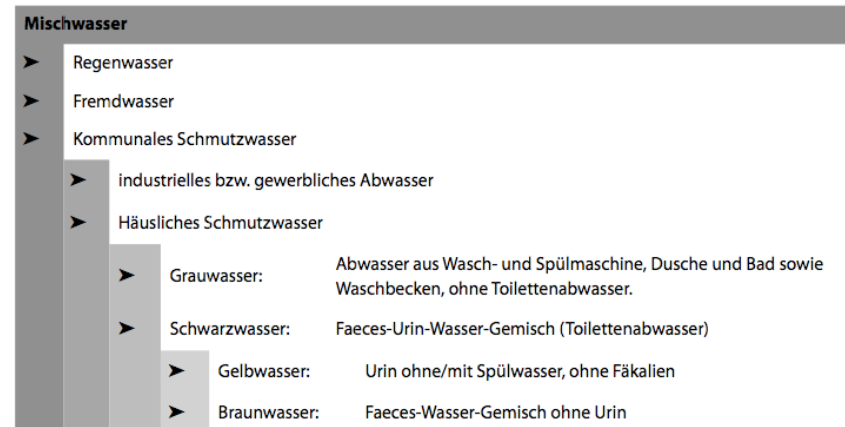 Mischwasser
➤ Regenwasser
➤ Fremdwasser
➤ Kommunales Schmutzwasser
➤ industrielles bzw. gewerbliches Abwasser
➤ Häusliches Schmutzwasser
➤ Grauwasser: Abwasser aus Wasch- und Spülmaschine, Dusche und Bad sowie
Waschbecken, ohne Toilettenabwasser.
➤ Schwarzwasser: Faeces-Urin-Wasser-Gemisch (Toilettenabwasser)
➤ Gelbwasser: Urin ohne/mit Spülwasser, ohne Fäkalien
➤ Braunwasser: Faeces-Wasser-Gemisch ohne Urin